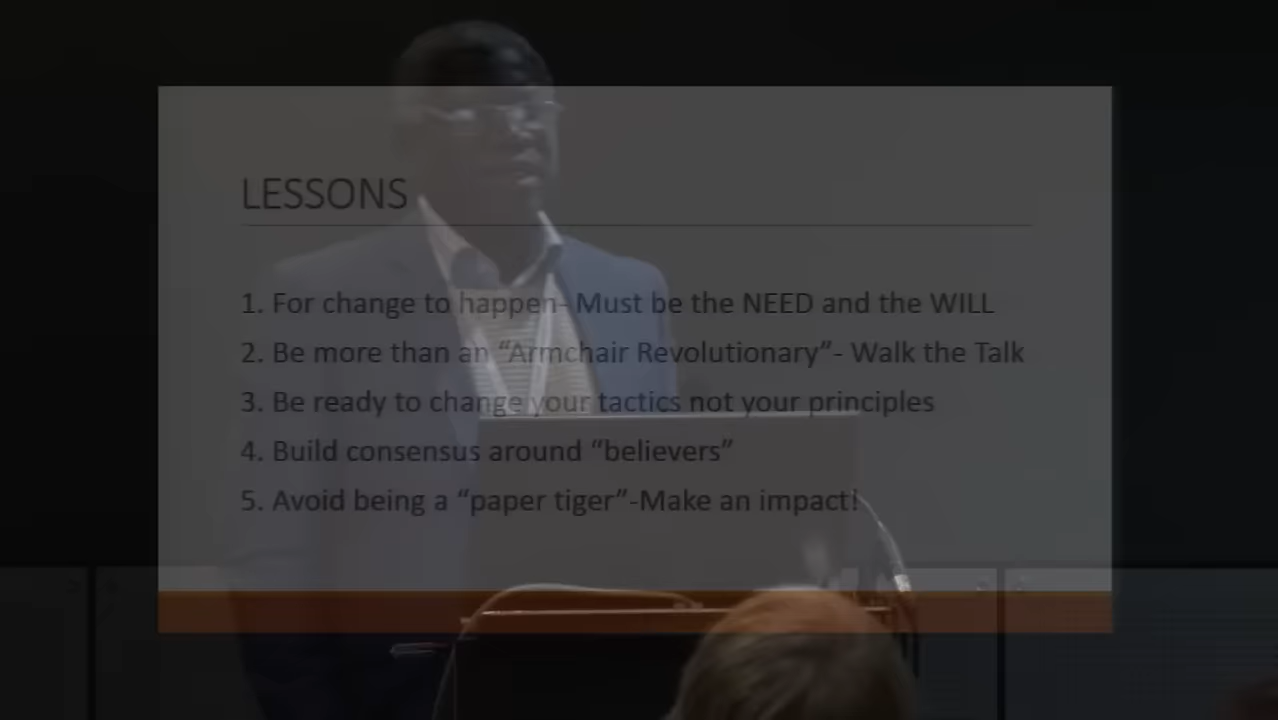 LESSONS
1. For change to happen- Must be the NEED and the WILL
2. Be more than an “Armchair Revolutionary”- Walk the Talk
3. Be ready to change your tactics not your principles
4. Build consensus around “believers”
5. Avoid being a “paper tiger”-Make an impact!